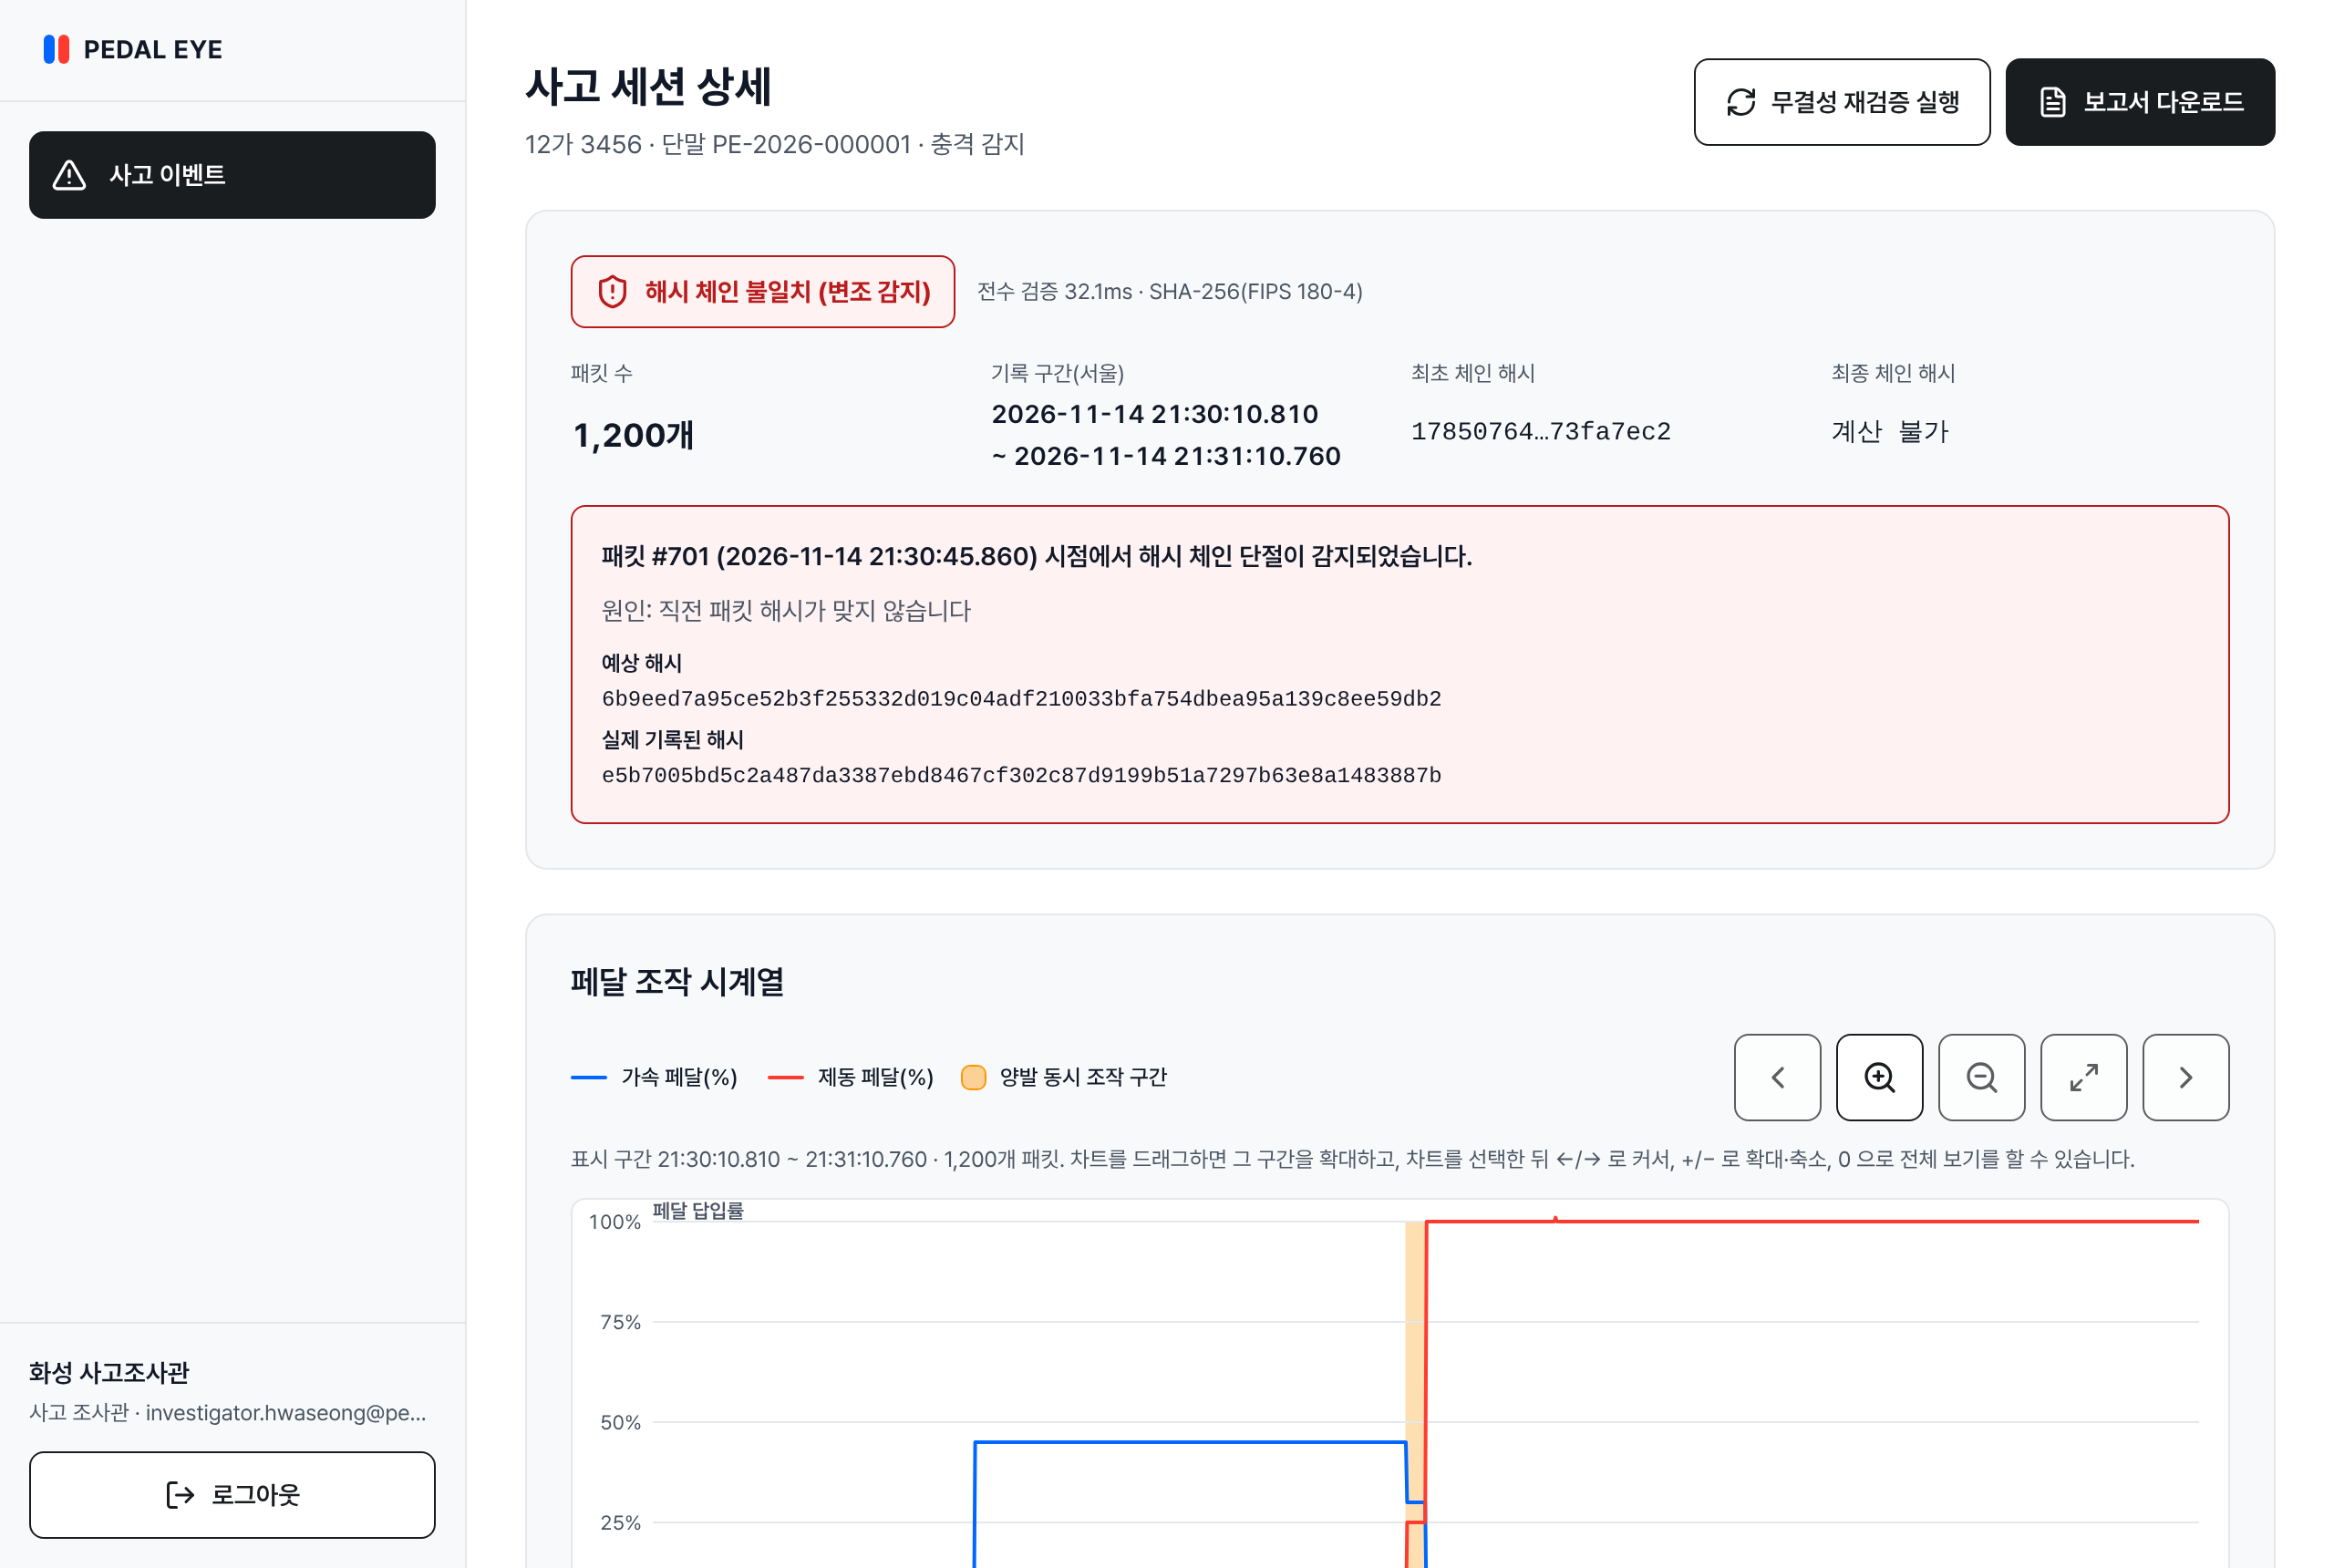 PEDAL EYE
사고 이벤트
화성 사고조사관
사고 조사관 · investigator.hwaseong@pe...
로그아웃
사고 세션 상세
12가 3456 · 단말 PE-2026-000001 · 충격 감지
무결성 재검증 실행
보고서 다운로드
해시 체인 불일치 (변조 감지)
전수 검증 32.1ms · SHA-256(FIPS 180-4)
패킷 수
1,200개
기록 구간(서울)
2026-11-14 21:30:10.810
~ 2026-11-14 21:31:10.760
최초 체인 해시
17850764…73fa7ec2
최종 체인 해시
계산 불가
패킷 #701 (2026-11-14 21:30:45.860) 시점에서 해시 체인 단절이 감지되었습니다.
원인: 직전 패킷 해시가 맞지 않습니다
예상 해시
6b9eed7a95ce52b3f255332d019c04adf210033bfa754dbea95a139c8ee59db2
실제 기록된 해시
e5b7005bd5c2a487da3387ebd8467cf302c87d9199b51a7297b63e8a1483887b
페달 조작 시계열
가속 페달(%)
제동 페달(%)
양발 동시 조작 구간
표시 구간 21:30:10.810 ~ 21:31:10.760 · 1,200개 패킷. 차트를 드래그하면 그 구간을 확대하고, 차트를 선택한 뒤 ←/→ 로 커서, +/− 로 확대·축소, 0 으로 전체 보기를 할 수 있습니다.
페달 답입률
100%
75%
50%
25%